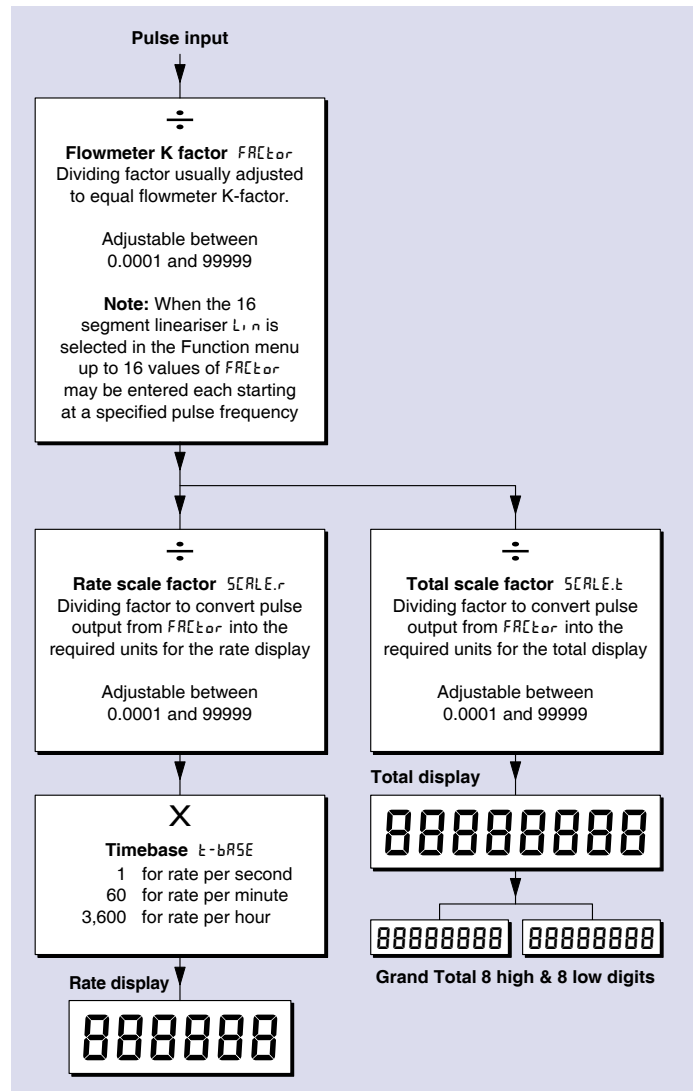 Pulse input
÷
Flowmeter K factor FACtor
Dividing factor usually adjusted
to equal flowmeter K-factor.
Adjustable between
0.0001 and 99999
Note: When the 16
segment lineariser Lin is
selected in the Function menu
up to 16 values of FACtor
may be entered each starting
at a specified pulse frequency
÷
Rate scale factor SCALE.r
Dividing factor to convert pulse
output from FACtor into the
required units for the rate display
Adjustable between
0.0001 and 99999
÷
Total scale factor SCALE.t
Dividing factor to convert pulse
output from FACtor into the
required units for the total display
Adjustable between
0.0001 and 99999
X
Timebase t-bASE
1 for rate per second
60 for rate per minute
3,600 for rate per hour
Rate display
888888
Total display
88888888
88888888 88888888
Grand Total 8 high & 8 low digits